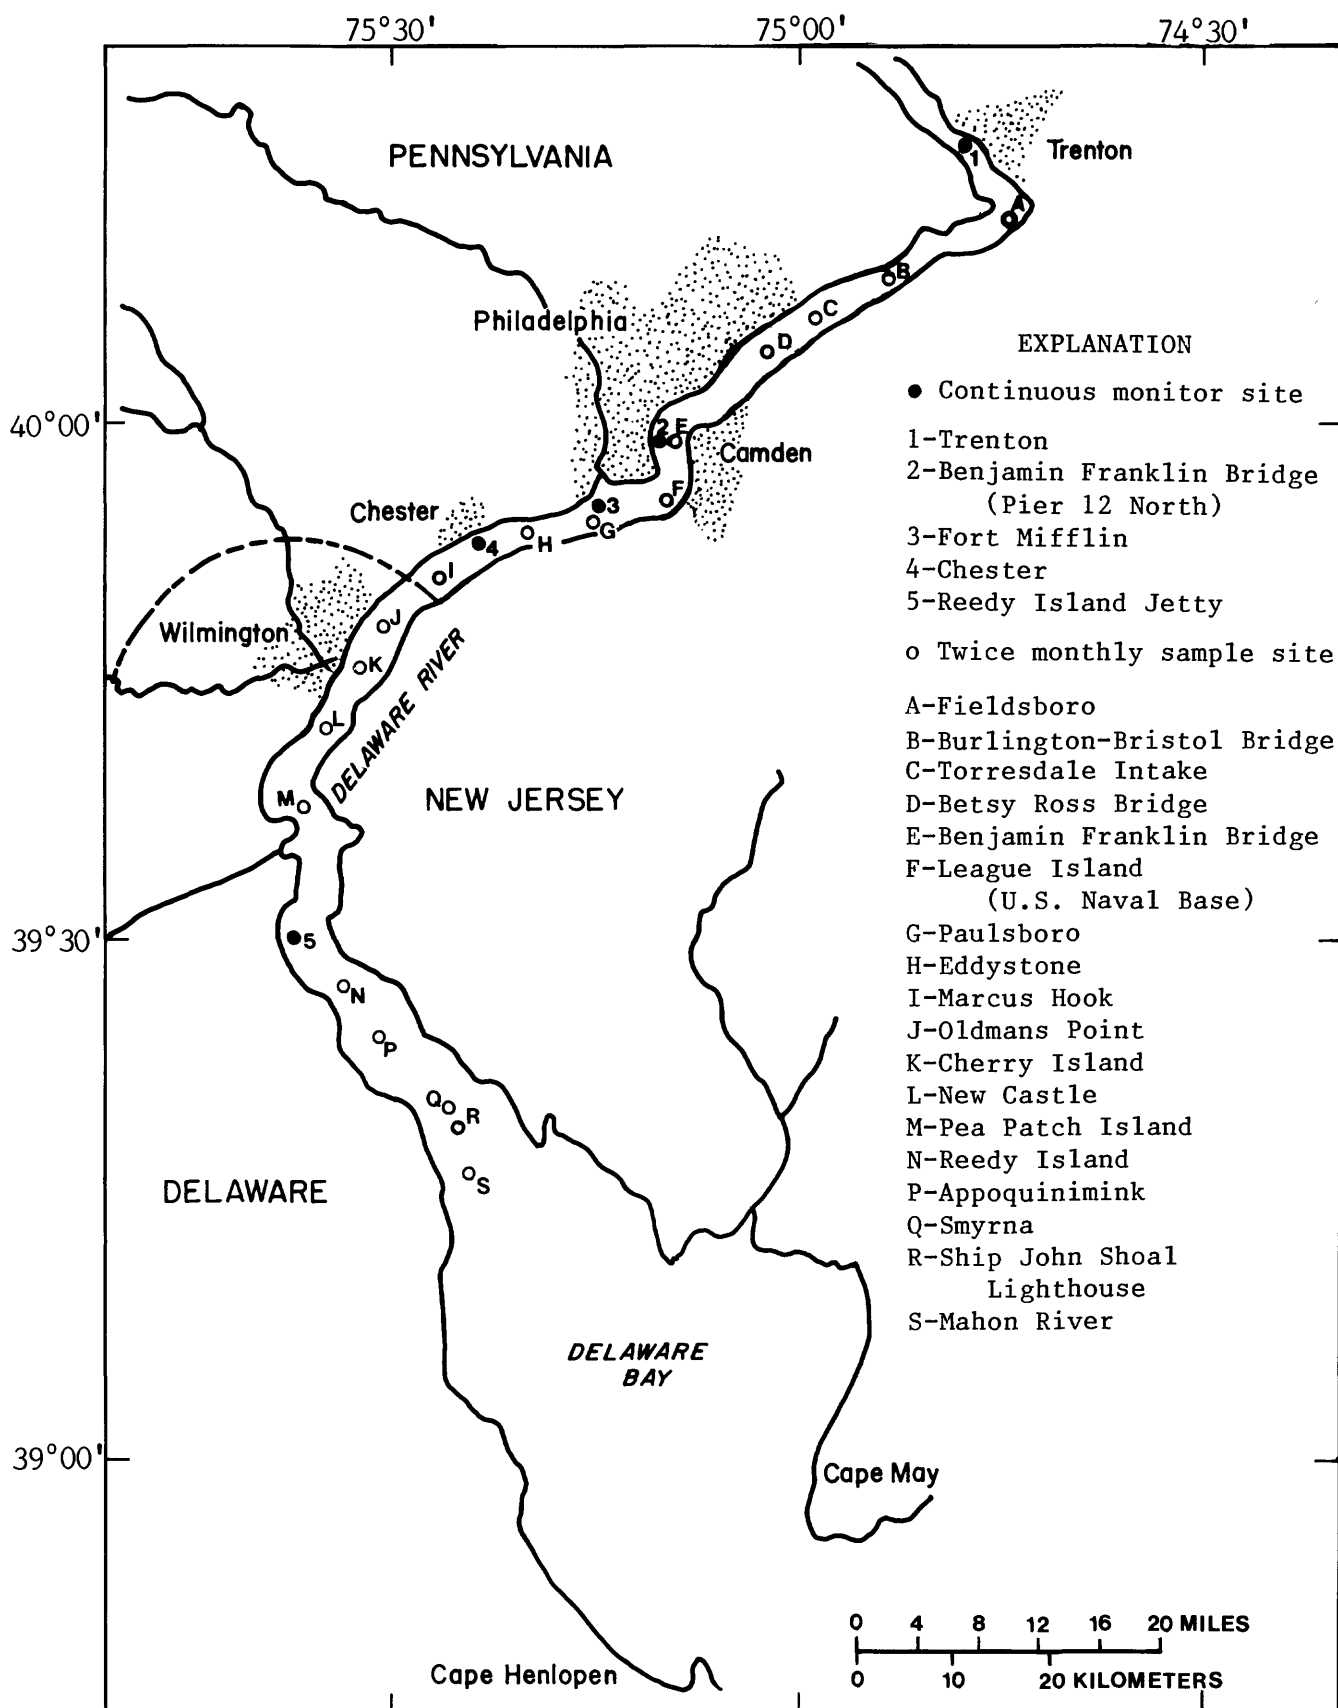 75°30' 75°00' 74°30'
PENNSYLVANIA
1
Trenton
A
B
Philadelphia
C
D
EXPLANATION
● Continuous monitor site
40°00'
2 E
Camden
1-Trenton
2-Benjamin Franklin Bridge
(Pier 12 North)
3-Fort Mifflin
4-Chester
5-Reedy Island Jetty
o Twice monthly sample site
A-Fieldsboro
B-Burlington-Bristol Bridge
C-Torresdale Intake
D-Betsy Ross Bridge
E-Benjamin Franklin Bridge
F-League Island
(U.S. Naval Base)
G-Paulsboro
H-Eddystone
I-Marcus Hook
J-Oldmans Point
K-Cherry Island
L-New Castle
M-Pea Patch Island
N-Reedy Island
P-Appoquinimink
Q-Smyrna
R-Ship John Shoal
Lighthouse
S-Mahon River
Chester
F
3
G
4
H
I
J
Wilmington
K
DELAWARE RIVER
L
M
NEW JERSEY
39°30'
5
N
P
Q
R
S
DELAWARE
DELAWARE
BAY
39°00'
Cape May
Cape Henlopen
0 4 8 12 16 20 MILES
0 10 20 KILOMETERS